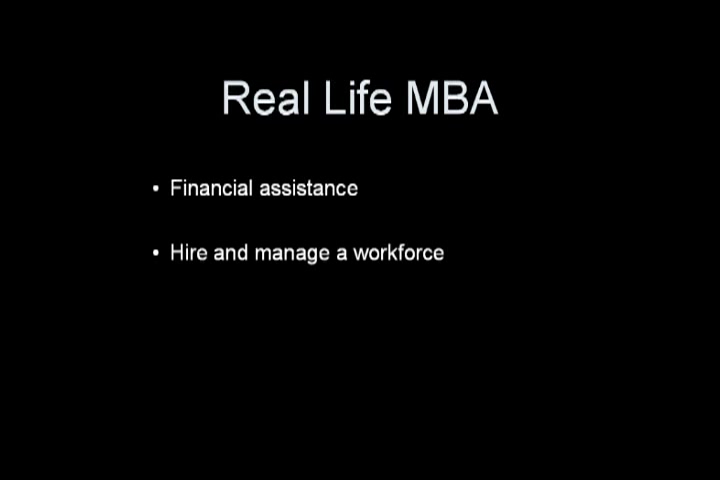 Real Life MBA
• Financial assistance
• Hire and manage a workforce